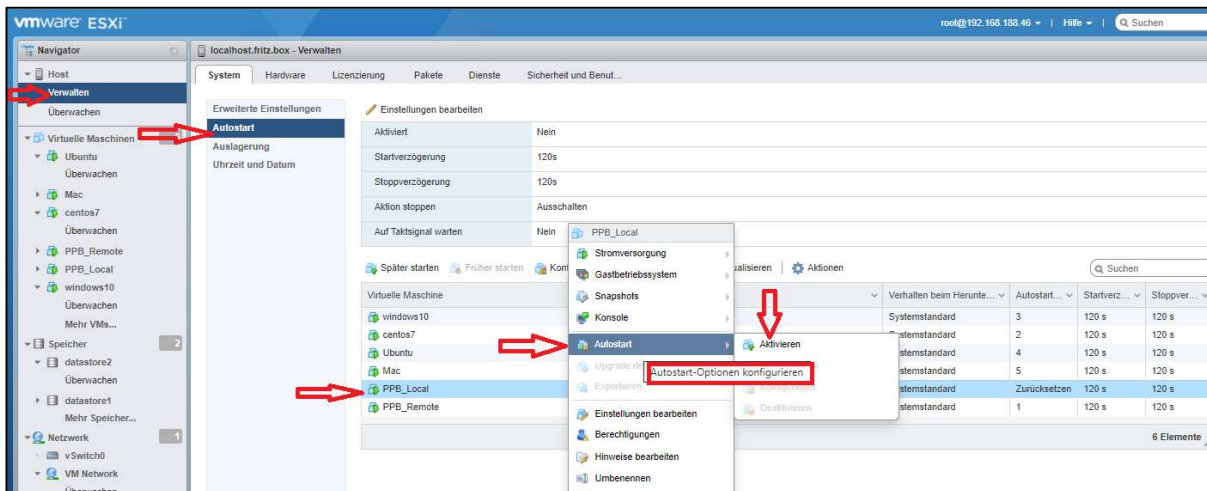 vmware ESXi
root@192.168.188.46 | Hilfe | Suchen
Navigator
Host
Verwalten
Überwachen
Virtuelle Maschinen
Ubuntu
Überwachen
Mac
centos7
Überwachen
PPB_Remote
PPB_Local
windows10
Überwachen
Mehr VMs...
Speicher 2
datastore2
Überwachen
datastore1
Mehr Speicher...
Netzwerk 1
vSwitch0
VM Network
Überwachen
localhost.fritz.box - Verwalten
System Hardware Lizenzierung Pakete Dienste Sicherheit und Benut...
Erweiterte Einstellungen
Autostart
Auslagerung
Uhrzeit und Datum
Einstellungen bearbeiten
Aktiviert Nein
Startverzögerung 120s
Stoppverzögerung 120s
Aktion stoppen Ausschalten
Auf Taktsignal warten Nein
Später starten Früher starten Aktionen Suchen
Virtuelle Maschine Verhalten beim Herunte... Autostart... Startverz... Stoppver...
windows10 Systemstandard 3 120 s 120 s
centos7 2 120 s 120 s
Ubuntu 4 120 s 120 s
Mac 5 120 s 120 s
PPB_Local Zurücksetzen 120 s 120 s
PPB_Remote 1 120 s 120 s
6 Elemente
PPB_Local
Stromversorgung
Gastbetriebssystem
Snapshots
Konsole
Autostart
Exportieren
Einstellungen bearbeiten
Berechtigungen
Hinweise bearbeiten
Umbenennen
Aktivieren
Autostart-Optionen konfigurieren
Konfigurieren
Deaktivieren